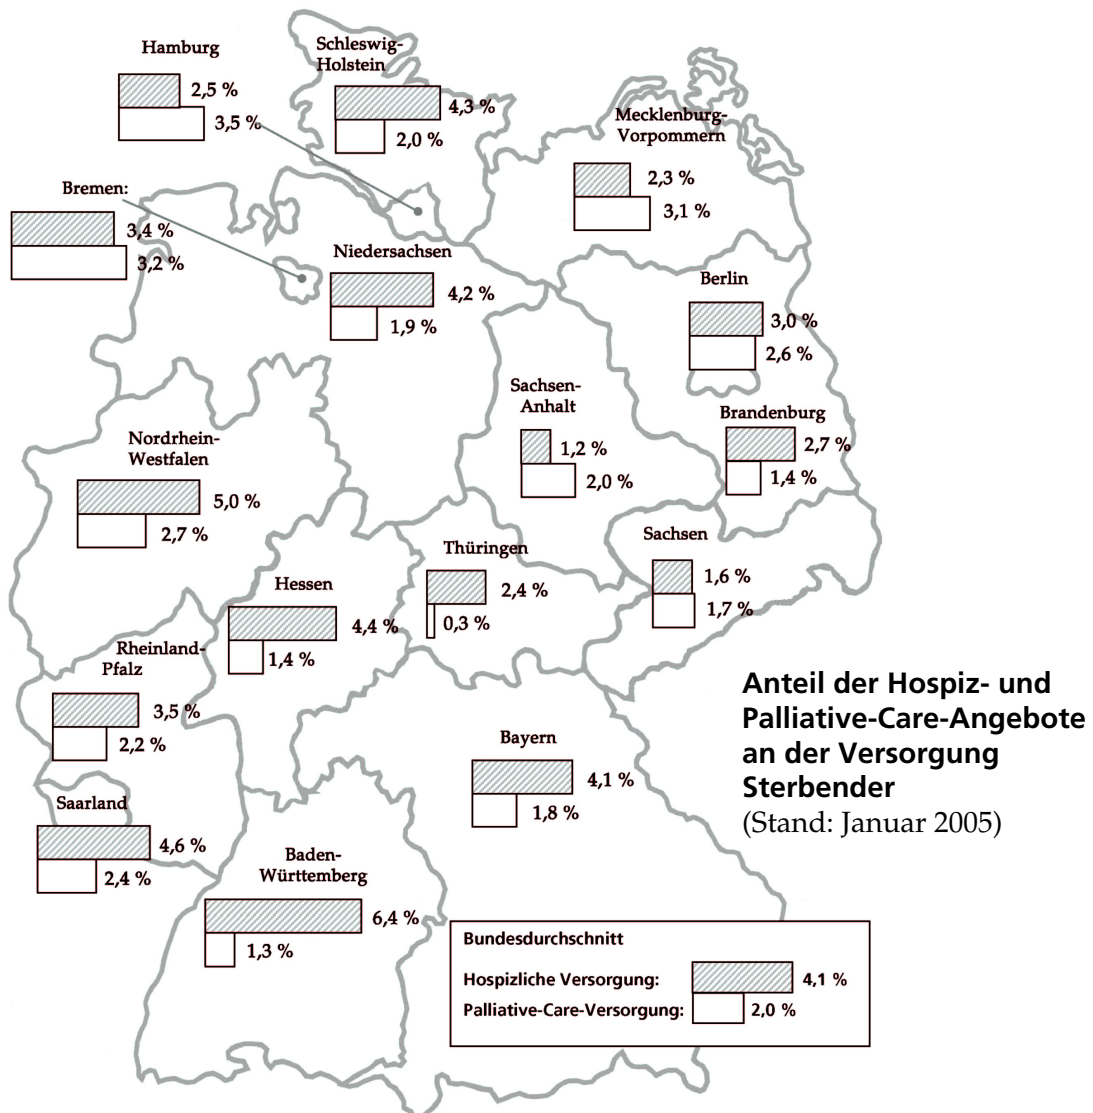 Hamburg
2,5 %
3,5 %
Schleswig-
Holstein
4,3 %
2,0 %
Mecklenburg-
Vorpommern
2,3 %
3,1 %
Bremen:
3,4 %
3,2 %
Niedersachsen
4,2 %
1,9 %
Berlin
3,0 %
2,6 %
Sachsen-
Anhalt
1,2 %
2,0 %
Brandenburg
2,7 %
1,4 %
Nordrhein-
Westfalen
5,0 %
2,7 %
Sachsen
1,6 %
1,7 %
Thüringen
2,4 %
0,3 %
Hessen
4,4 %
1,4 %
Rheinland-
Pfalz
3,5 %
2,2 %
Anteil der Hospiz- und
Palliative-Care-Angebote
an der Versorgung
Sterbender
(Stand: Januar 2005)
Bayern
4,1 %
1,8 %
Saarland
4,6 %
2,4 %
Baden-
Württemberg
6,4 %
1,3 %
Bundesdurchschnitt
Hospizliche Versorgung: 4,1 %
Palliative-Care-Versorgung: 2,0 %